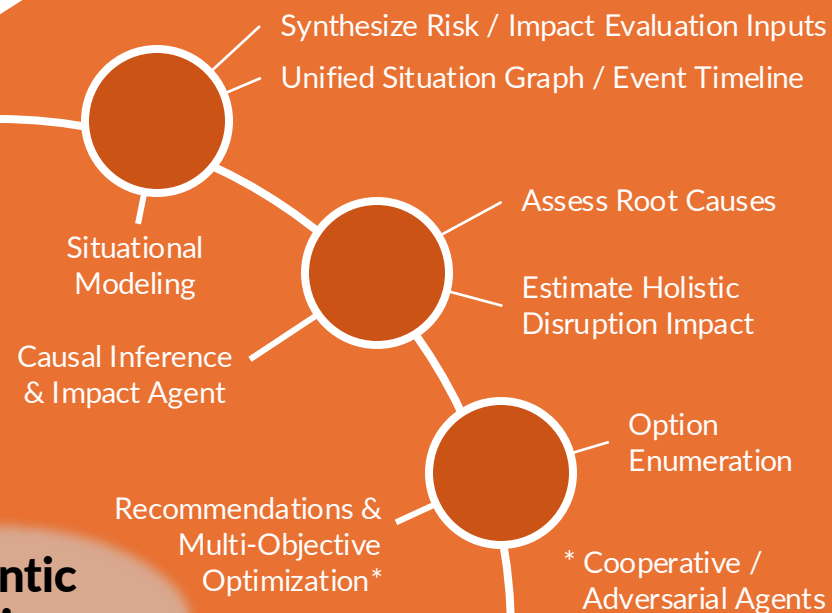 Synthesize Risk / Impact Evaluation Inputs
Unified Situation Graph / Event Timeline
Situational
Modeling
Assess Root Causes
Estimate Holistic
Disruption Impact
Causal Inference
& Impact Agent
Option
Enumeration
Recommendations &
Multi-Objective
Optimization*
* Cooperative /
Adversarial Agents
ntic